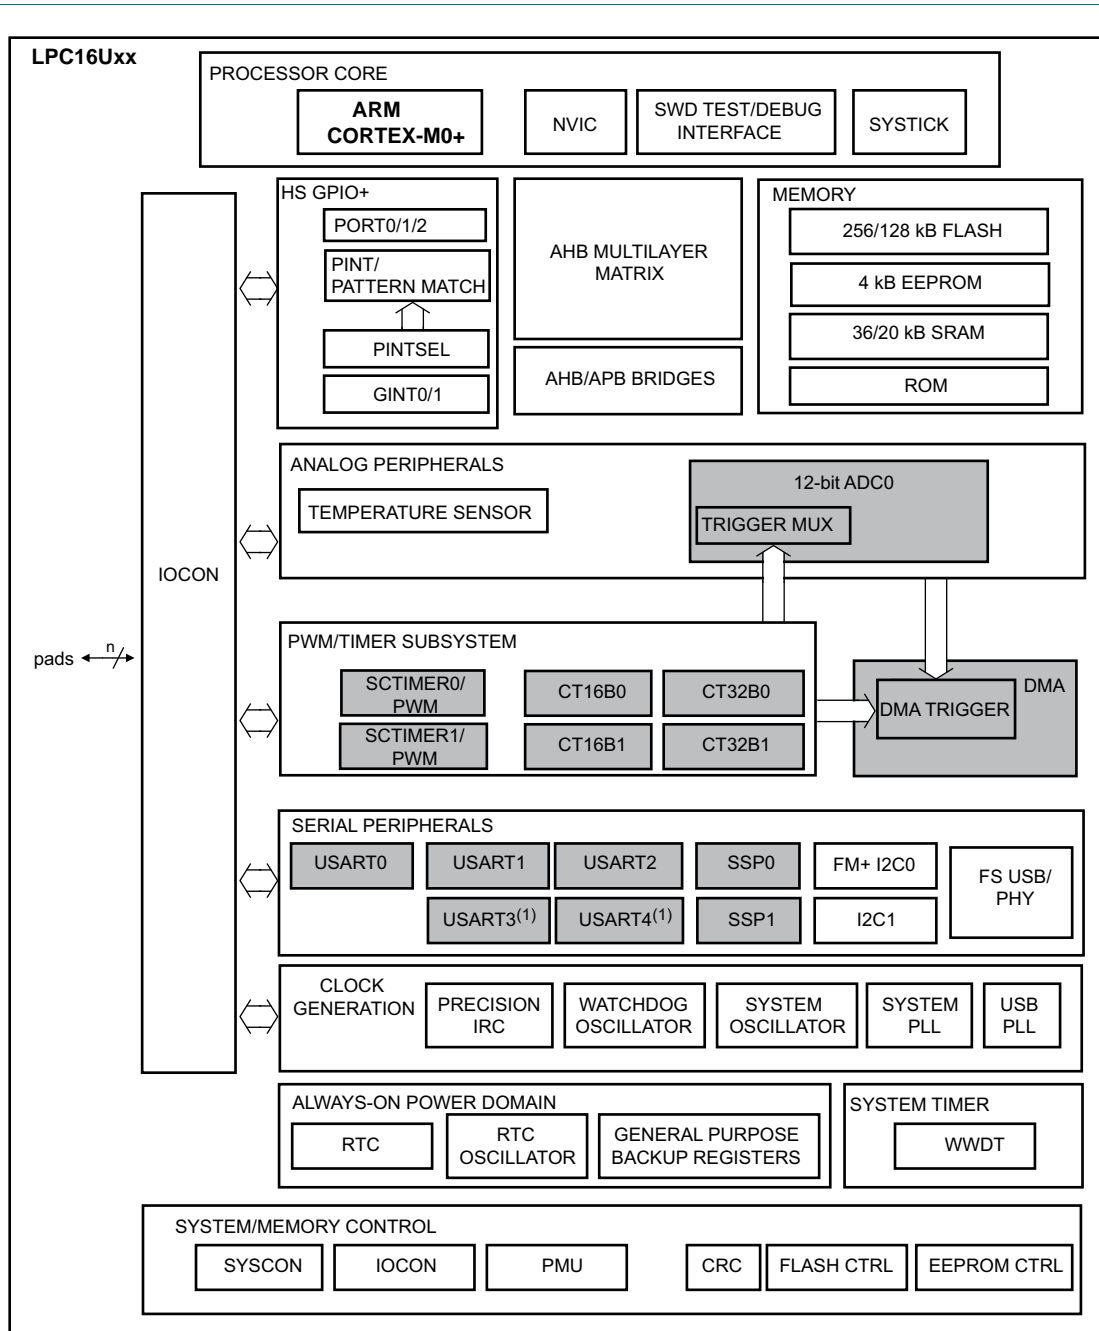 LPC16Uxx
PROCESSOR CORE
ARM
CORTEX-M0+
NVIC
SWD TEST/DEBUG
INTERFACE
SYSTICK
HS GPIO+
PORT0/1/2
PINT/
PATTERN MATCH
PINTSEL
GINT0/1
AHB MULTILAYER
MATRIX
AHB/APB BRIDGES
MEMORY
256/128 kB FLASH
4 kB EEPROM
36/20 kB SRAM
ROM
IOCON
pads
n
ANALOG PERIPHERALS
TEMPERATURE SENSOR
12-bit ADC0
TRIGGER MUX
PWM/TIMER SUBSYSTEM
SCTIMER0/
PWM
CT16B0
CT32B0
SCTIMER1/
PWM
CT16B1
CT32B1
DMA
DMA TRIGGER
SERIAL PERIPHERALS
USART0
USART1
USART2
SSP0
FM+ I2C0
FS USB/
PHY
USART3(1)
USART4(1)
SSP1
I2C1
CLOCK
GENERATION
PRECISION
IRC
WATCHDOG
OSCILLATOR
SYSTEM
OSCILLATOR
SYSTEM
PLL
USB
PLL
ALWAYS-ON POWER DOMAIN
RTC
RTC
OSCILLATOR
GENERAL PURPOSE
BACKUP REGISTERS
SYSTEM TIMER
WWDT
SYSTEM/MEMORY CONTROL
SYSCON
IOCON
PMU
CRC
FLASH CTRL
EEPROM CTRL